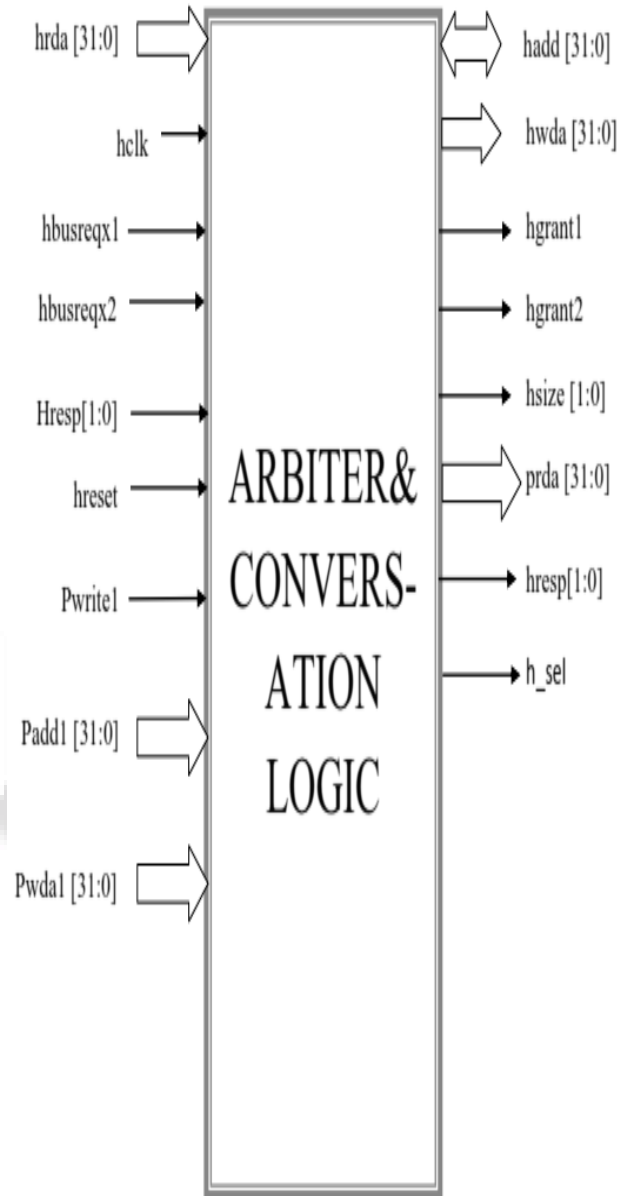 hrda [31:0]
hclk
hbusreqx1
hbusreqx2
Hresp[1:0]
hreset
Pwrite1
Padd1 [31:0]
Pwda1 [31:0]
ARBITER&
CONVERS-
ATION
LOGIC
hadd [31:0]
hwda [31:0]
hgrant1
hgrant2
hsize [1:0]
prda [31:0]
hresp[1:0]
h_sel